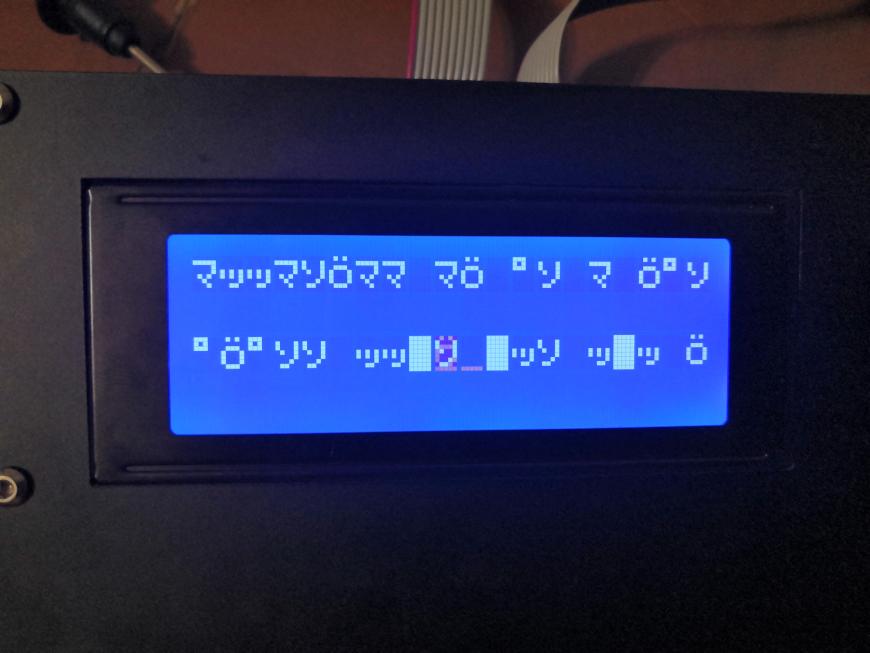 マッッマソöママ マö ゜ソ マ ö゜ソ
゜ö゜ソソ ッッ█ _█ッソ ッ█ッ ö